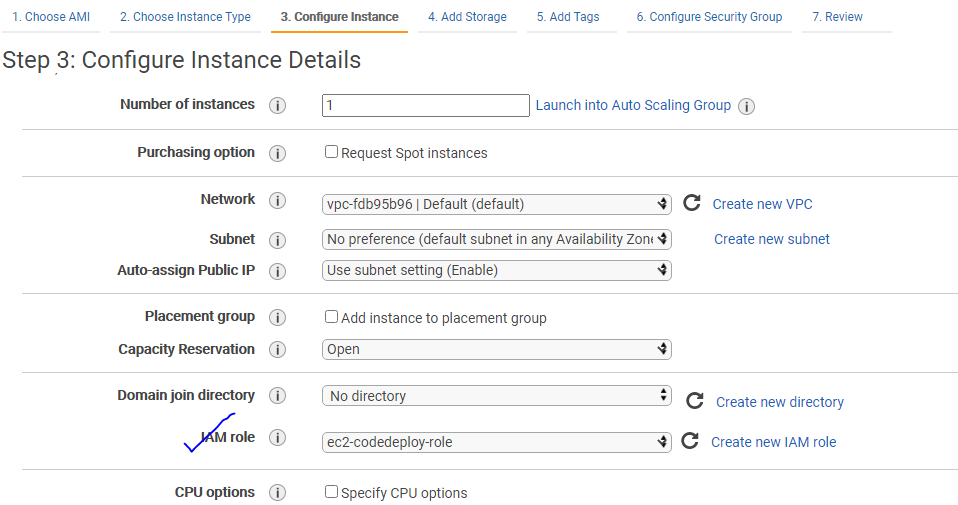 1. Choose AMI 2. Choose Instance Type 3. Configure Instance 4. Add Storage 5. Add Tags 6. Configure Security Group 7. Review
Step 3: Configure Instance Details
Number of instances i 1 Launch into Auto Scaling Group i
Purchasing option i Request Spot instances
Network i vpc-fdb95b96 | Default (default) Create new VPC
Subnet i No preference (default subnet in any Availability Zone Create new subnet
Auto-assign Public IP i Use subnet setting (Enable)
Placement group i Add instance to placement group
Capacity Reservation i Open
Domain join directory i No directory Create new directory
IAM role i ec2-codedeploy-role Create new IAM role
CPU options i Specify CPU options